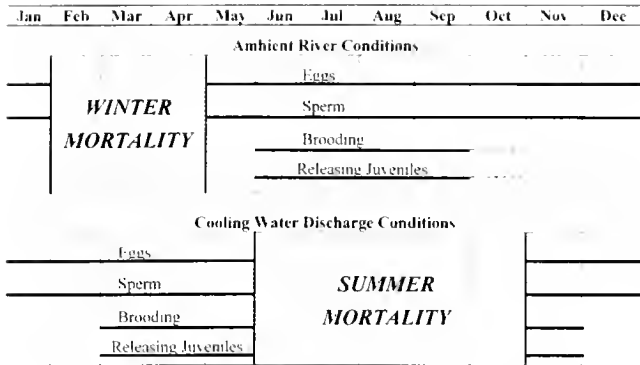 Jan Feb Mar Apr May Jun Jul Aug Sep Oct Nov Dec
Ambient River Conditions
Eggs
Sperm
WINTER
MORTALITY
Brooding
Releasing Juveniles
Cooling Water Discharge Conditions
Eggs
Sperm
SUMMER
MORTALITY
Brooding
Releasing Juveniles